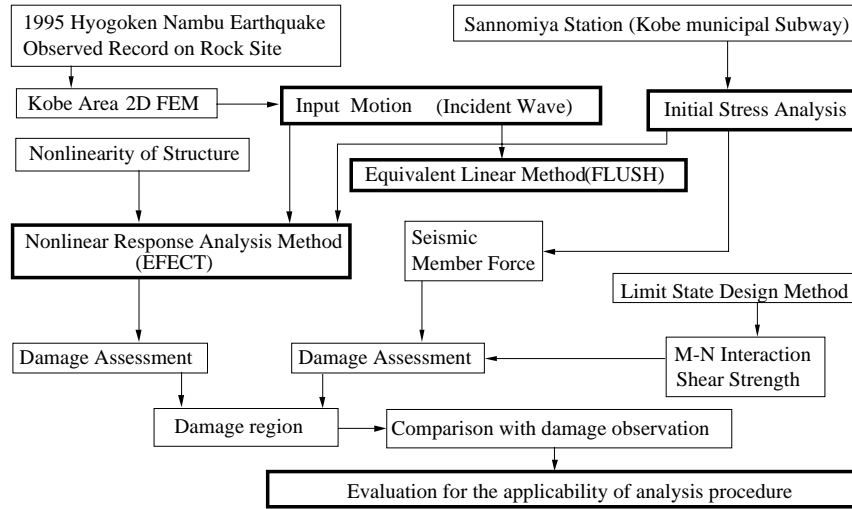 1995 Hyogoken Nambu Earthquake
Observed Record on Rock Site
Sannomiya Station (Kobe municipal Subway)
Kobe Area 2D FEM
Input Motion (Incident Wave)
Initial Stress Analysis
Nonlinearity of Structure
Equivalent Linear Method(FLUSH)
Nonlinear Response Analysis Method
(EFECT)
Seismic
Member Force
Limit State Design Method
Damage Assessment
Damage Assessment
M-N Interaction
Shear Strength
Damage region
Comparison with damage observation
Evaluation for the applicability of analysis procedure